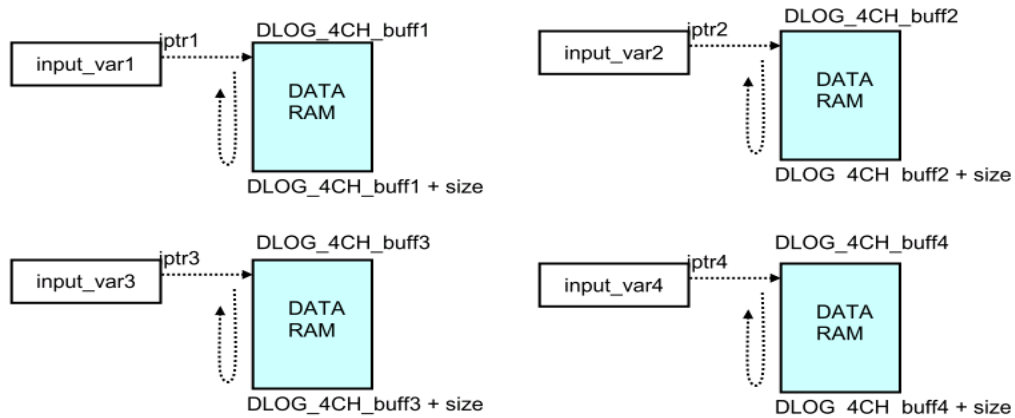 DLOG_4CH_buff1
iptr1
input_var1
DATA
RAM
DLOG_4CH_buff1 + size
DLOG_4CH_buff2
iptr2
input_var2
DATA
RAM
DLOG 4CH buff2 + size
DLOG_4CH_buff3
iptr3
input_var3
DATA
RAM
DLOG_4CH_buff3 + size
DLOG_4CH_buff4
iptr4
input_var4
DATA
RAM
DLOG 4CH buff4 + size